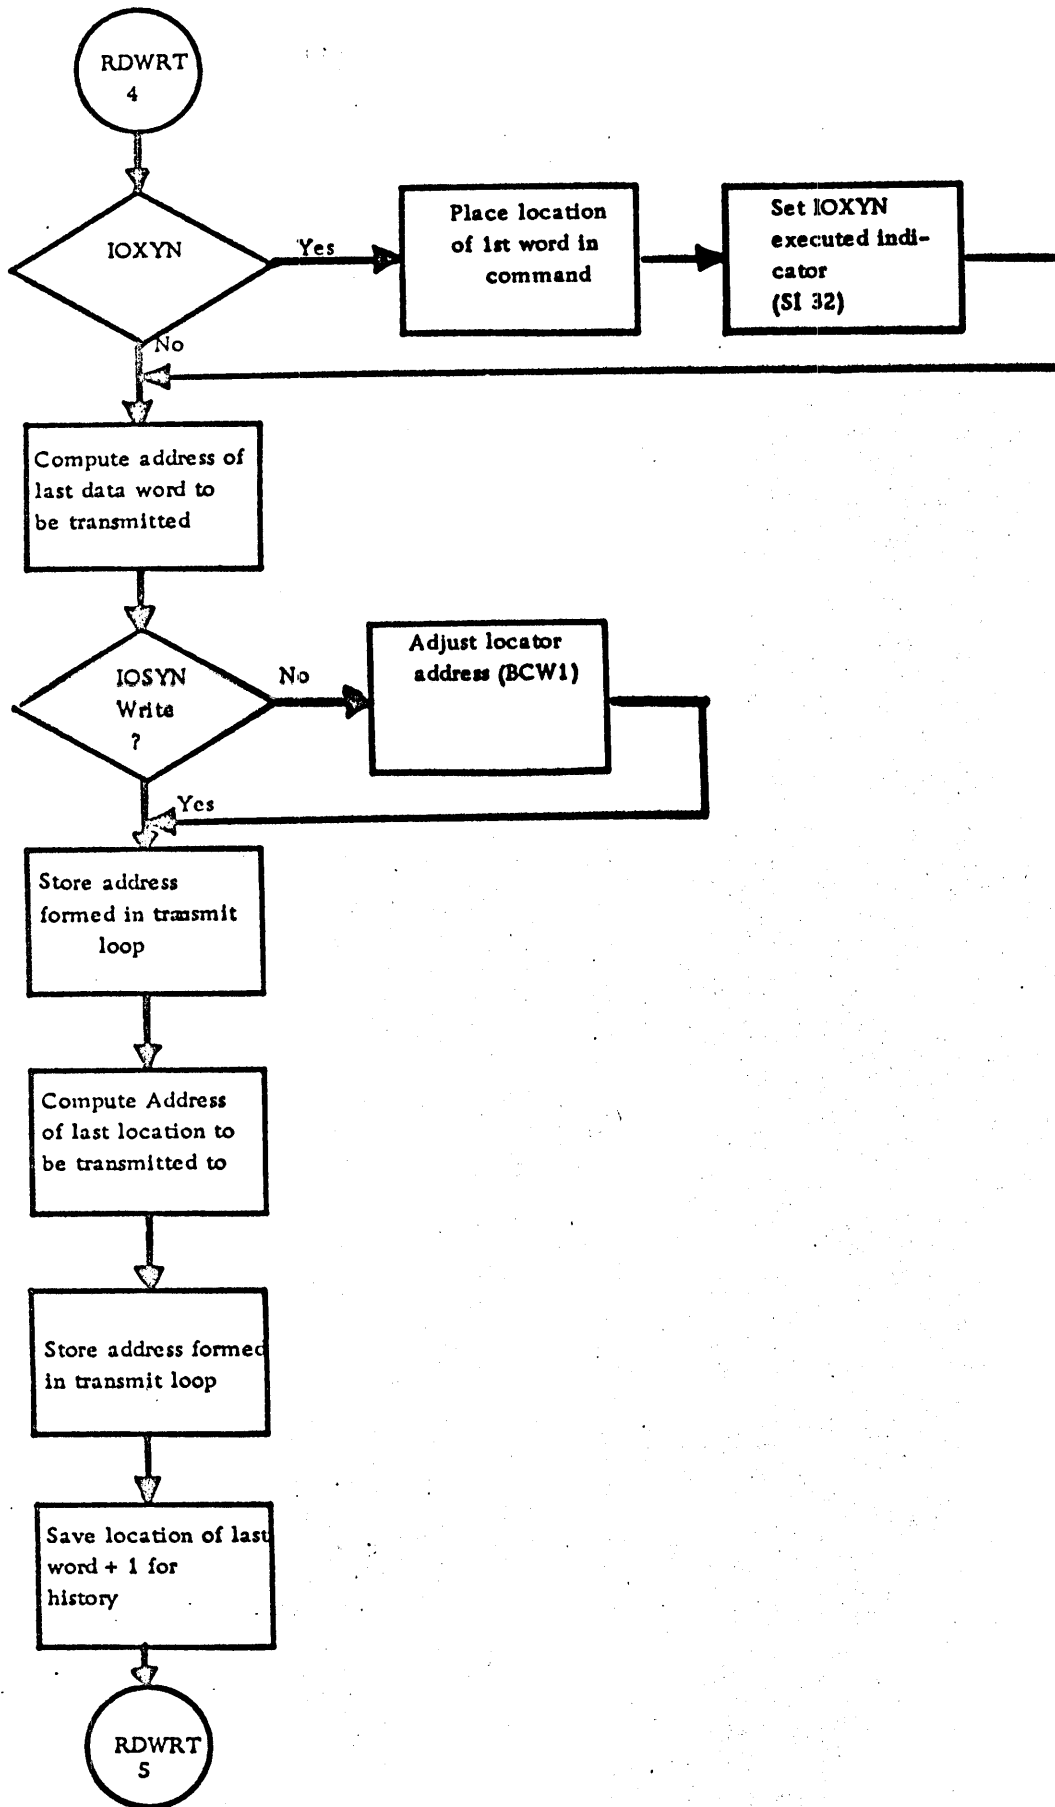 RDWRT
4
IOXYN
Yes
Place location
of 1st word in
command
Set IOXYN
executed indi-
cator
(SI 32)
No
Compute address of
last data word to
be transmitted
IOSYN
Write
?
No
Adjust locator
address (BCW1)
Yes
Store address
formed in transmit
loop
Compute Address
of last location to
be transmitted to
Store address formed
in transmit loop
Save location of last
word + 1 for
history
RDWRT
5